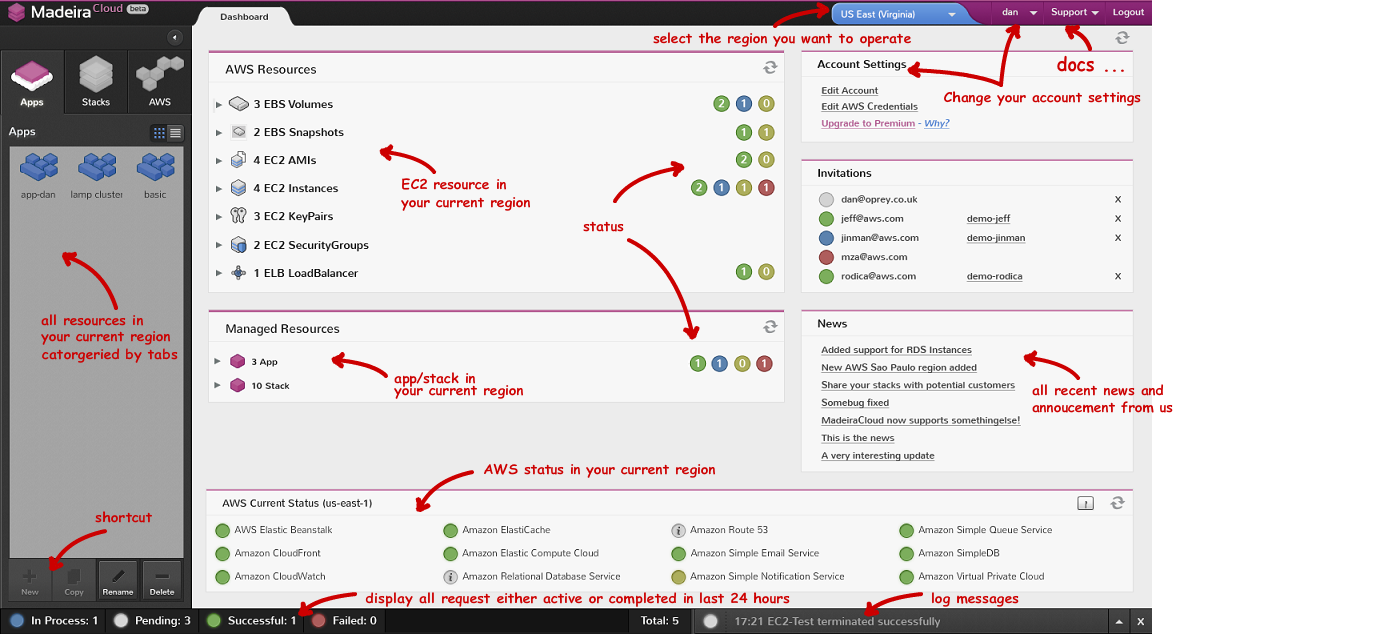 MadeiraCloud beta
Dashboard
US East (Virginia)
dan
Support
Logout
select the region you want to operate
docs ...
Change your account settings
Apps
Stacks
AWS
Apps
app-dan
lamp cluster
basic
all resources in
your current region
catorgeried by tabs
shortcut
New
Copy
Rename
Delete
AWS Resources
3 EBS Volumes
2 1 0
2 EBS Snapshots
1 1
4 EC2 AMIs
2 0
4 EC2 Instances
2 1 1 1
3 EC2 KeyPairs
2 EC2 SecurityGroups
1 ELB LoadBalancer
1 0
EC2 resource in
your current region
status
Managed Resources
3 App
1 1 0 1
10 Stack
app/stack in
your current region
Account Settings
Edit Account
Edit AWS Credentials
Upgrade to Premium - Why?
Invitations
dan@oprey.co.uk X
jeff@aws.com demo-jeff X
jinman@aws.com demo-jinman X
mza@aws.com
rodica@aws.com demo-rodica X
News
Added support for RDS Instances
New AWS Sao Paulo region added
Share your stacks with potential customers
Somebug fixed
MadeiraCloud now supports somethingelse!
This is the news
A very interesting update
all recent news and
annoucement from us
AWS status in your current region
AWS Current Status (us-east-1)
AWS Elastic Beanstalk
Amazon ElastiCache
i Amazon Route 53
Amazon Simple Queue Service
Amazon CloudFront
Amazon Elastic Compute Cloud
Amazon Simple Email Service
Amazon SimpleDB
Amazon CloudWatch
i Amazon Relational Database Service
Amazon Simple Notification Service
Amazon Virtual Private Cloud
display all request either active or completed in last 24 hours
log messages
In Process: 1
Pending: 3
Successful: 1
Failed: 0
Total: 5
17:21 EC2-Test terminated successfully
X